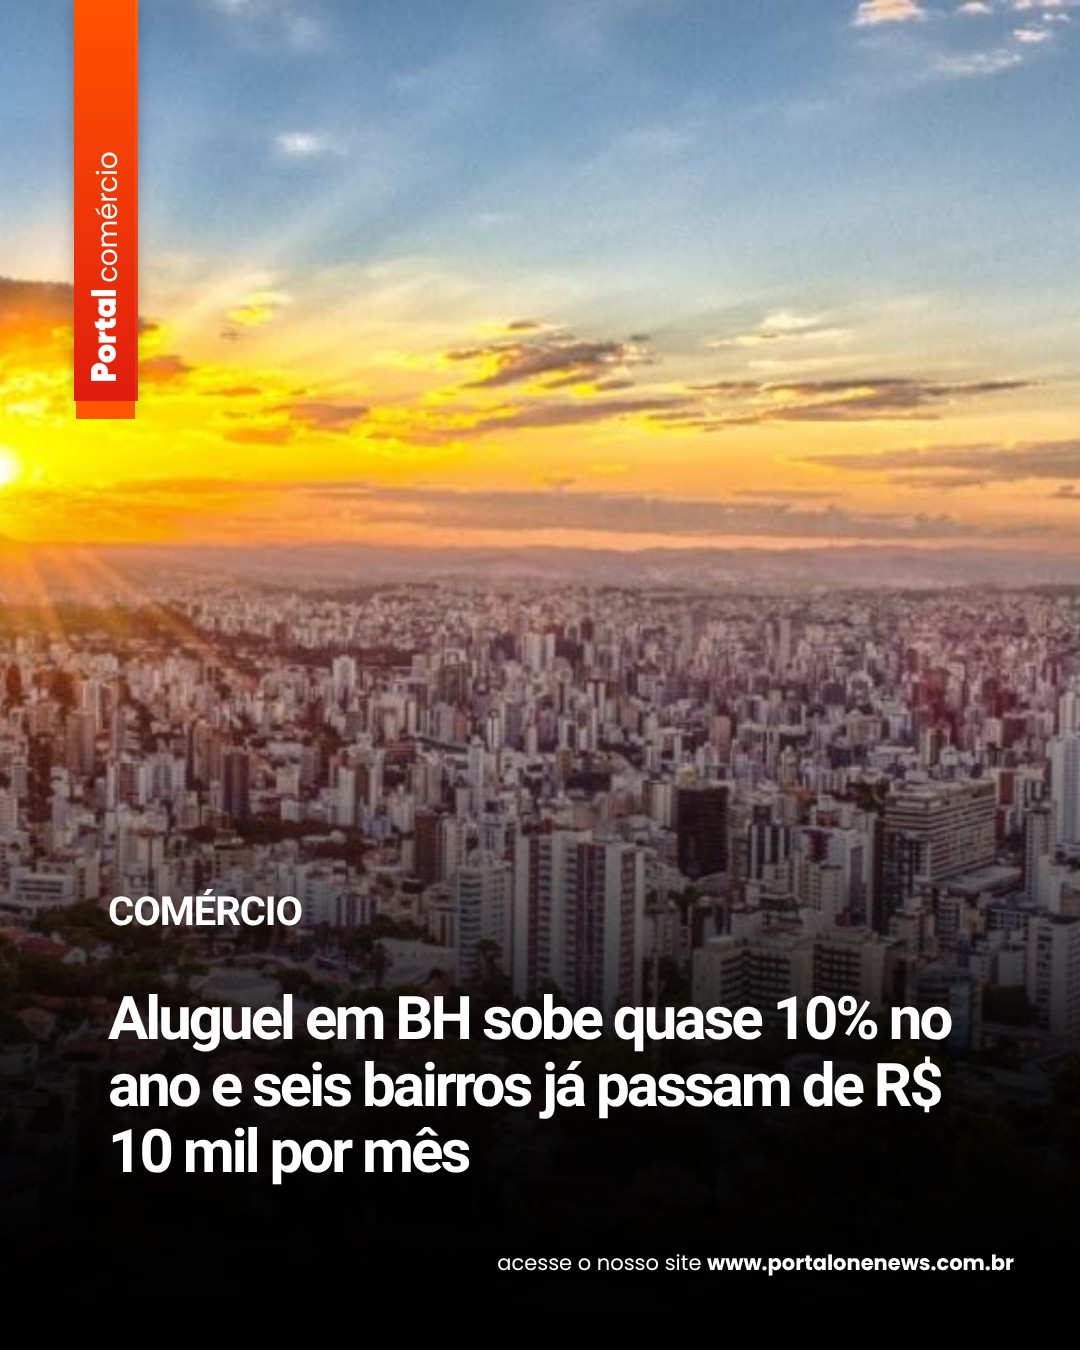 Portal comércio
COMÉRCIO
Aluguel em BH sobe quase 10% no
ano e seis bairros já passam de R$
10 mil por mês
acesse o nosso site www.portalonenews.com.br